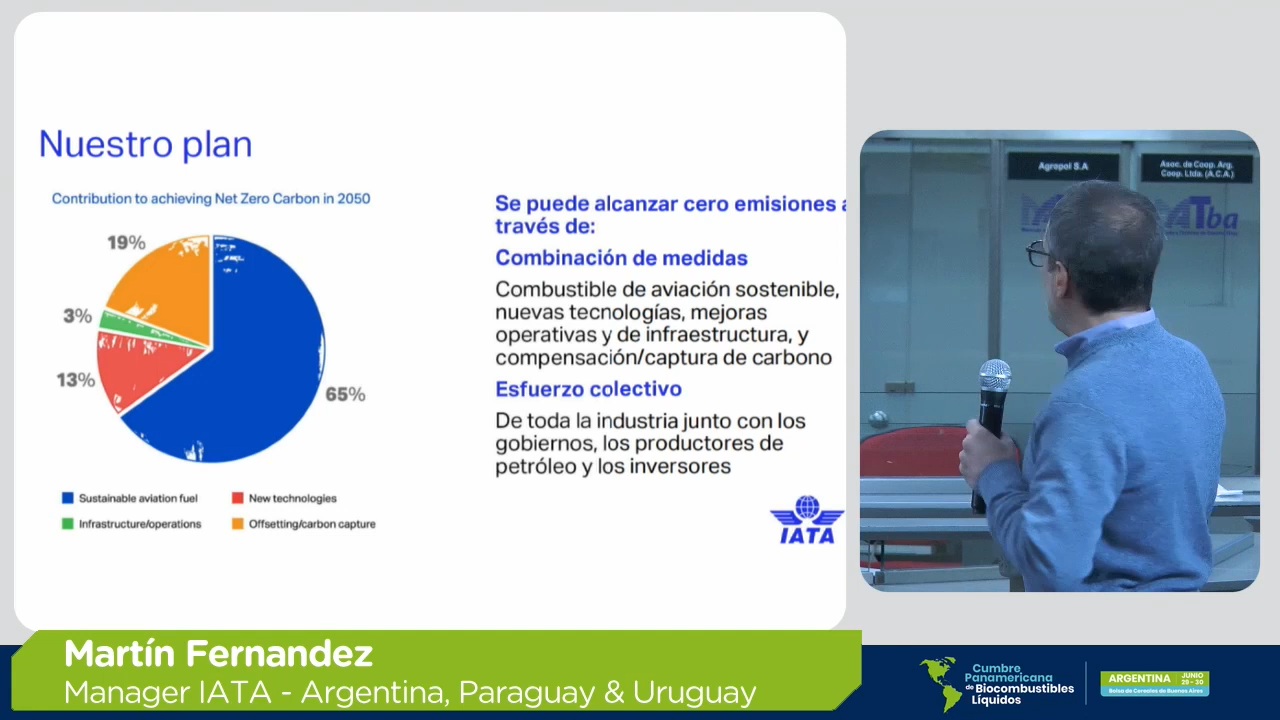 Nuestro plan
Contribution to achieving Net Zero Carbon in 2050
19%
3%
13%
65%
Sustainable aviation fuel
New technologies
Infrastructure/operations
Offsetting/carbon capture
Se puede alcanzar cero emisiones a
través de:
Combinación de medidas
Combustible de aviación sostenible,
nuevas tecnologías, mejoras
operativas y de infraestructura, y
compensación/captura de carbono
Esfuerzo colectivo
De toda la industria junto con los
gobiernos, los productores de
petróleo y los inversores
IATA
Agropol S.A
Asoc. de Coop. Arg.
Coop. Ltda. (A.C.A.)
Tba
Martín Fernandez
Manager IATA - Argentina, Paraguay & Uruguay
Cumbre
Panamericana
de Biocombustibles
Líquidos
ARGENTINA
JUNIO
29 - 30
Bolsa de Cereales de Buenos Aires